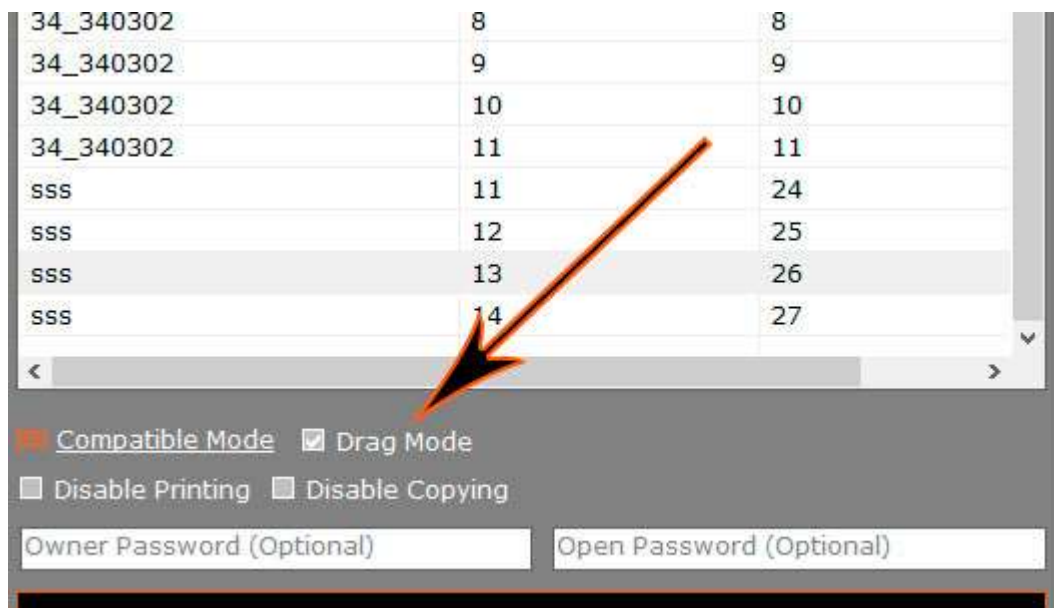 34_340302 8 8
34_340302 9 9
34_340302 10 10
34_340302 11 11
sss 11 24
sss 12 25
sss 13 26
sss 14 27
Compatible Mode Drag Mode
Disable Printing Disable Copying
Owner Password (Optional) Open Password (Optional)